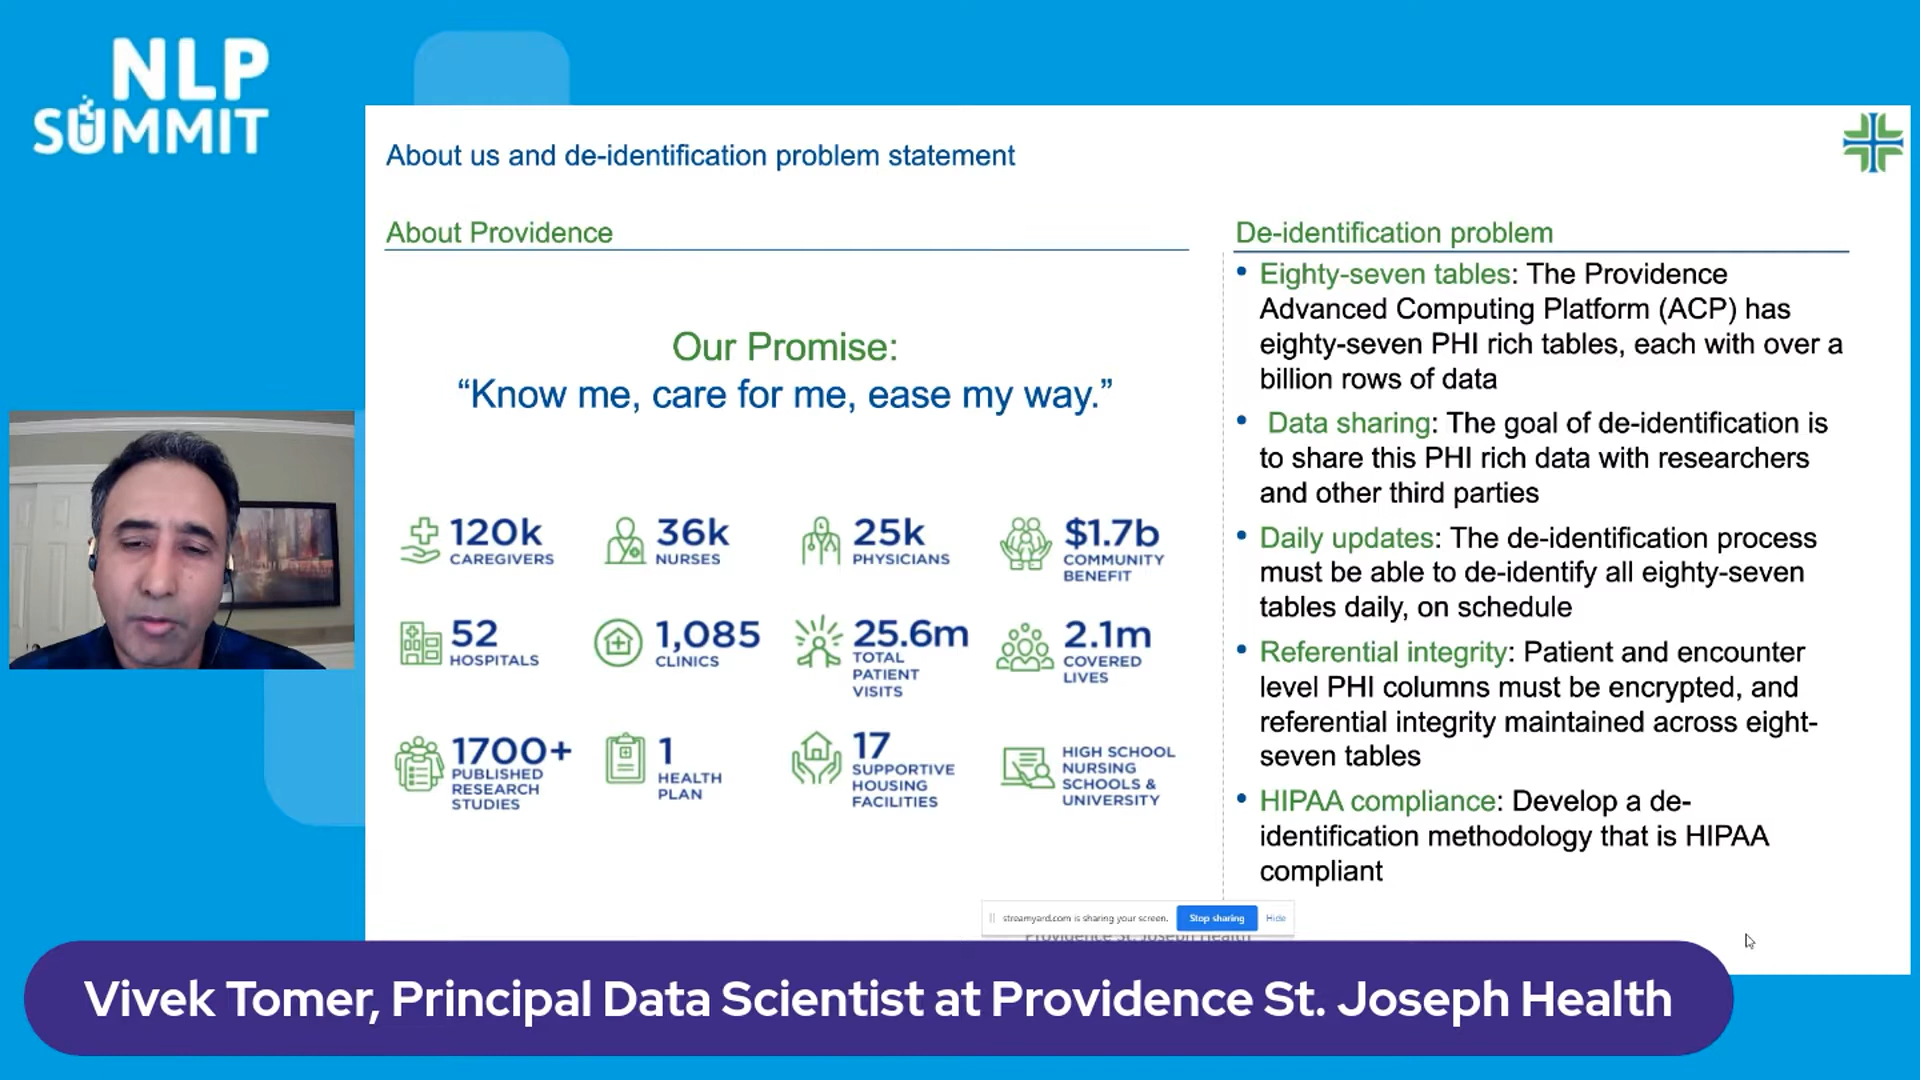 NLP
SUMMIT
About us and de-identification problem statement
About Providence
Our Promise:
“Know me, care for me, ease my way.”
120k
CAREGIVERS
36k
NURSES
25k
PHYSICIANS
$1.7b
COMMUNITY
BENEFIT
52
HOSPITALS
1,085
CLINICS
25.6m
TOTAL
PATIENT
VISITS
2.1m
COVERED
LIVES
1700+
PUBLISHED
RESEARCH
STUDIES
1
HEALTH
PLAN
17
SUPPORTIVE
HOUSING
FACILITIES
HIGH SCHOOL
NURSING
SCHOOLS &
UNIVERSITY
De-identification problem
• Eighty-seven tables: The Providence
Advanced Computing Platform (ACP) has
eighty-seven PHI rich tables, each with over a
billion rows of data
• Data sharing: The goal of de-identification is
to share this PHI rich data with researchers
and other third parties
• Daily updates: The de-identification process
must be able to de-identify all eighty-seven
tables daily, on schedule
• Referential integrity: Patient and encounter
level PHI columns must be encrypted, and
referential integrity maintained across eight-
seven tables
• HIPAA compliance: Develop a de-
identification methodology that is HIPAA
compliant
streamyard.com is sharing your screen. Stop sharing Hide
Providence St. Joseph Health
Vivek Tomer, Principal Data Scientist at Providence St. Joseph Health